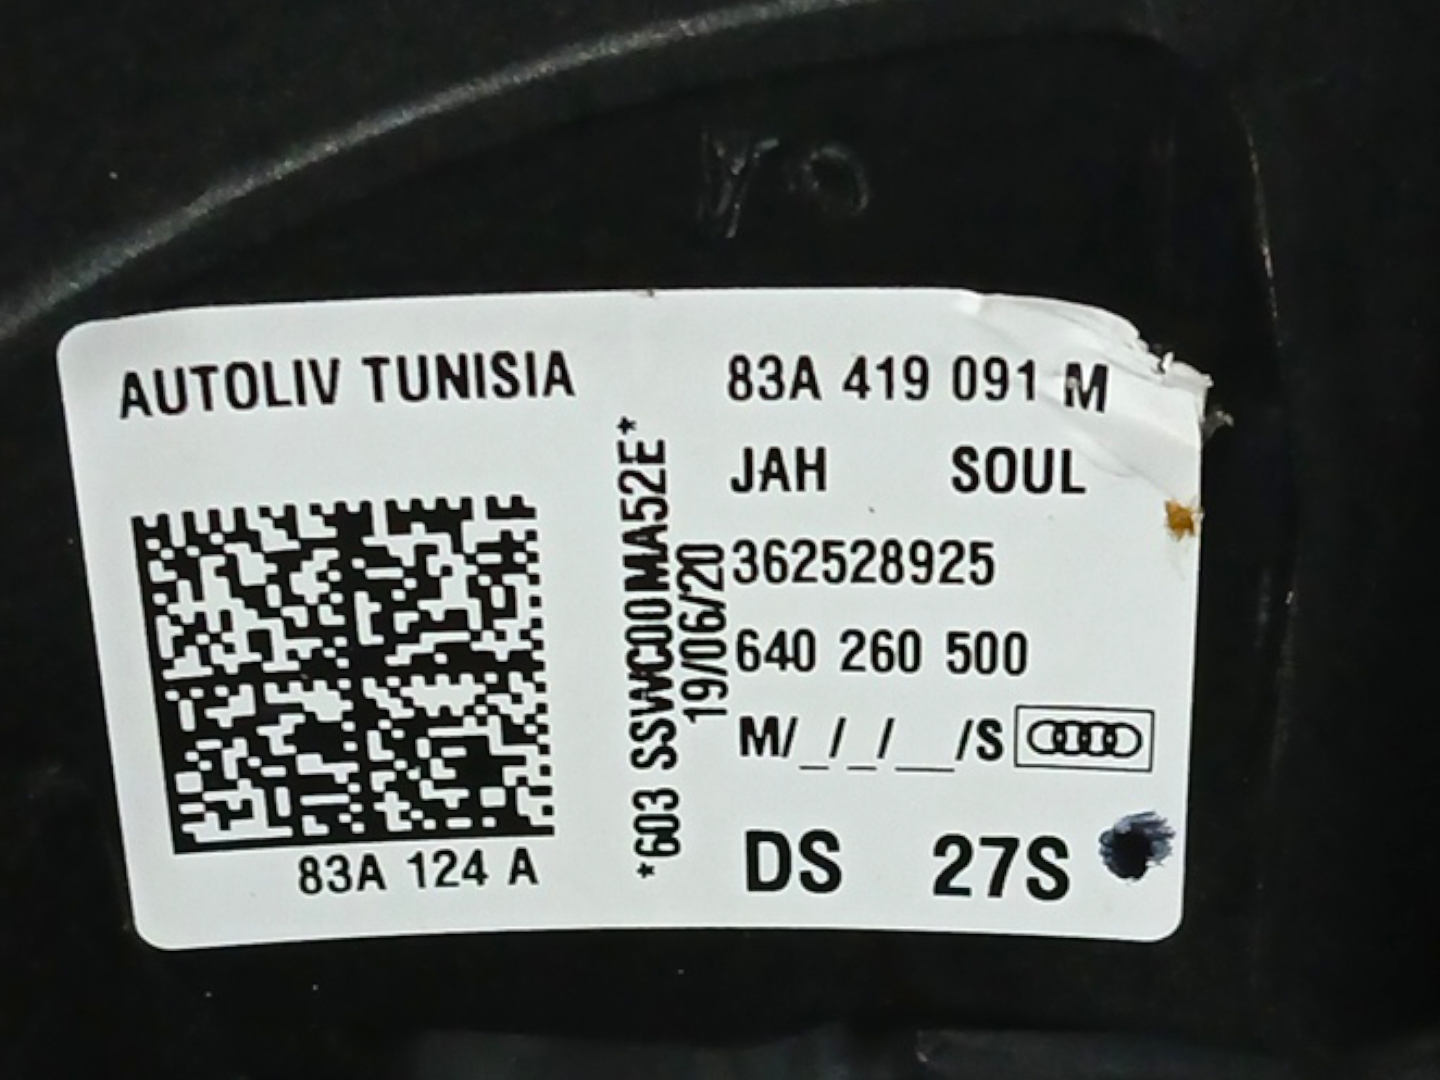 AUTOLIV TUNISIA
83A 124 A
*603 SSWC00MA52E*
19/06/20
83A 419 091 M
JAH SOUL
362528925
640 260 500
M/_/_/__/S
DS 27S